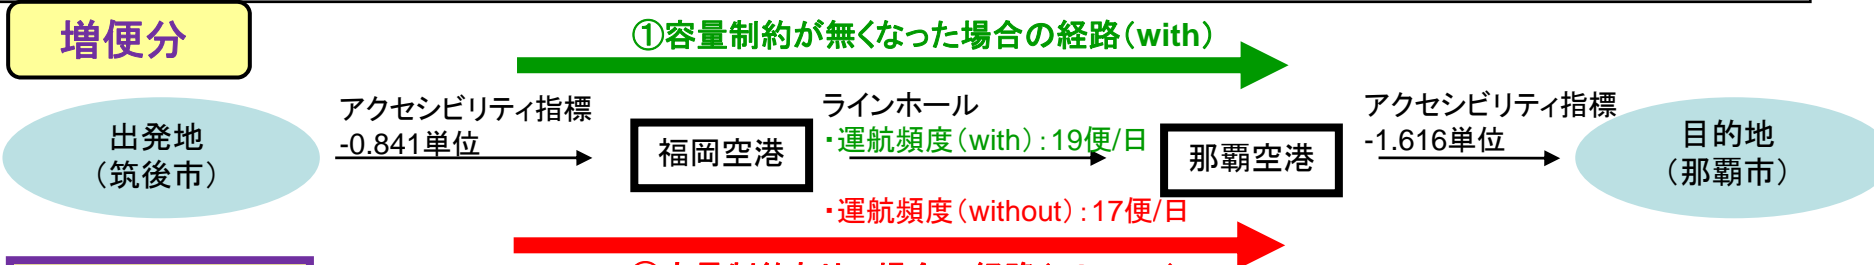 増便分
①容量制約が無くなった場合の経路(with)
出発地
(筑後市)
アクセシビリティ指標
-0.841単位
福岡空港
ラインホール
・運航頻度(with):19便/日
・運航頻度(without):17便/日
那覇空港
アクセシビリティ指標
-1.616単位
目的地
(那覇市)